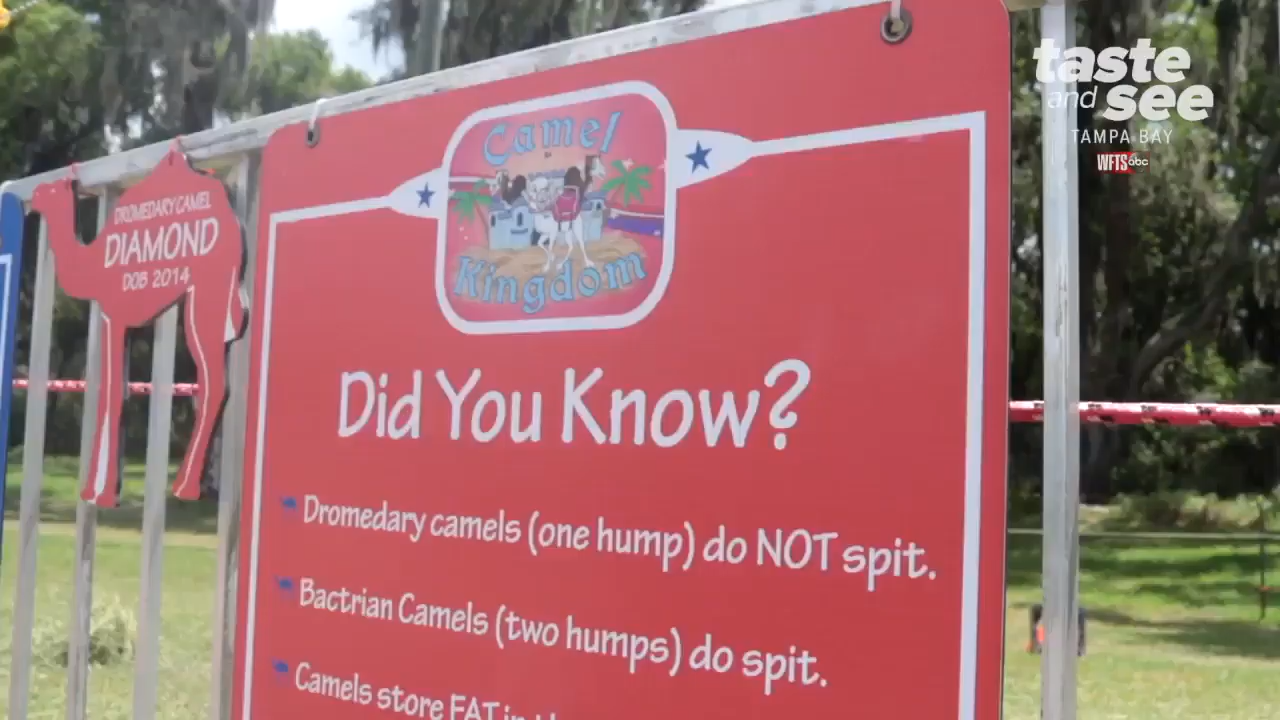 taste
and see
TAMPA BAY
WFTS abc
Camel
Kingdom
DROMEDARY CAMEL
DIAMOND
DOB 2014
Did You Know?
Dromedary camels (one hump) do NOT spit.
Bactrian Camels (two humps) do spit.
Camels store FAT in